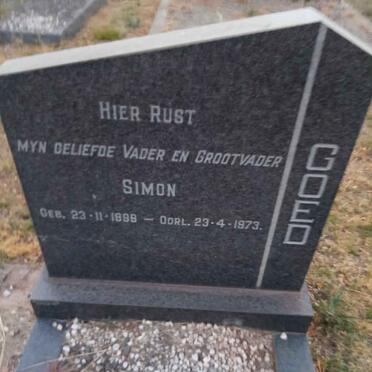 HIER RUST
MYN GELIEFDE VADER EN GROOTVADER
SIMON
GEB. 23-11-1898 — OORL. 23-4-1973.
GOED